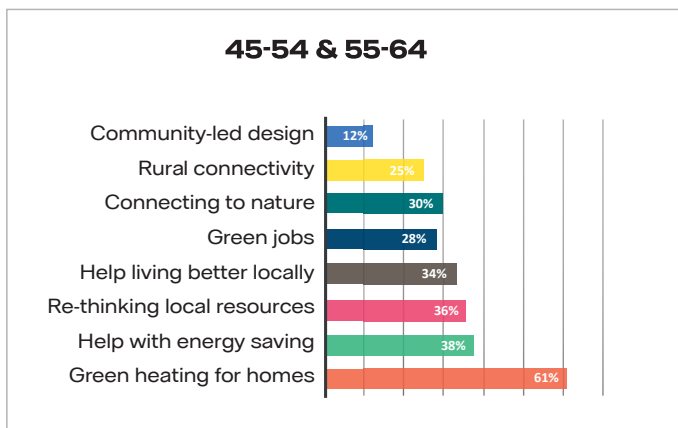 45-54 & 55-64
Community-led design 12%
Rural connectivity 25%
Connecting to nature 30%
Green jobs 28%
Help living better locally 34%
Re-thinking local resources 36%
Help with energy saving 38%
Green heating for homes 61%